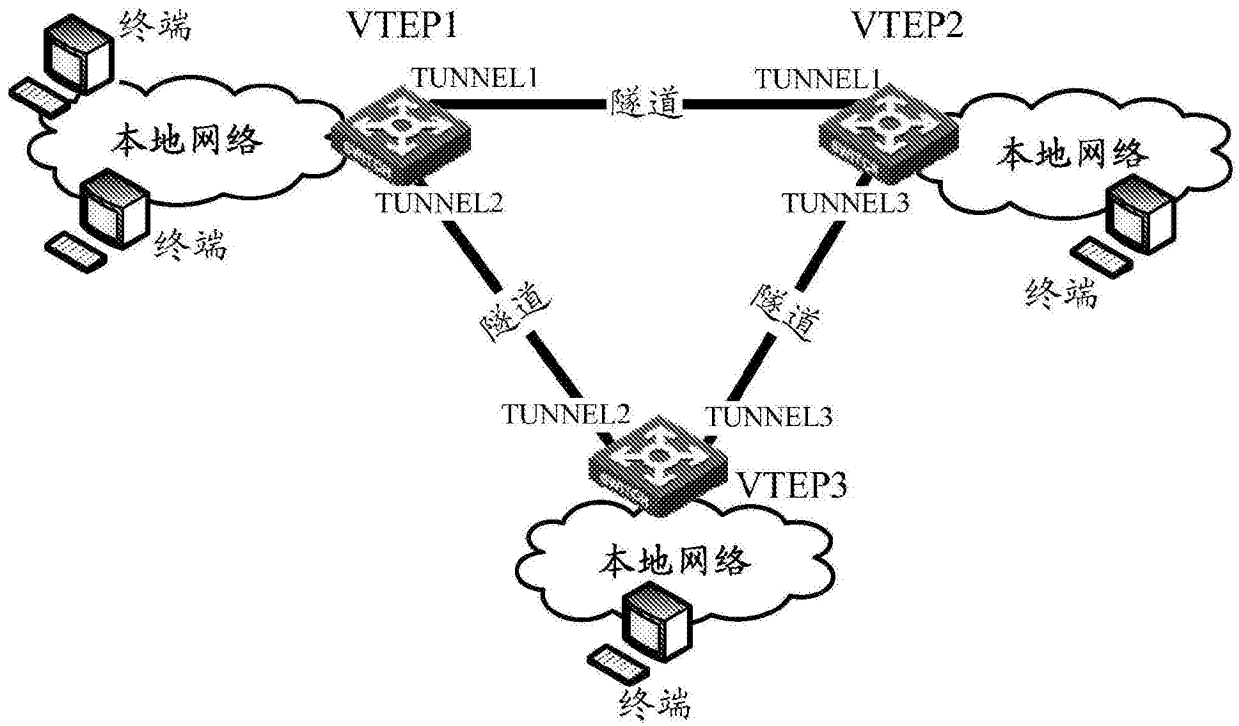 终端
VTEP1
VTEP2
TUNNEL1
TUNNEL1
隧道
本地网络
本地网络
TUNNEL2
TUNNEL3
终端
终端
隧道
隧道
TUNNEL2
TUNNEL3
VTEP3
本地网络
终端